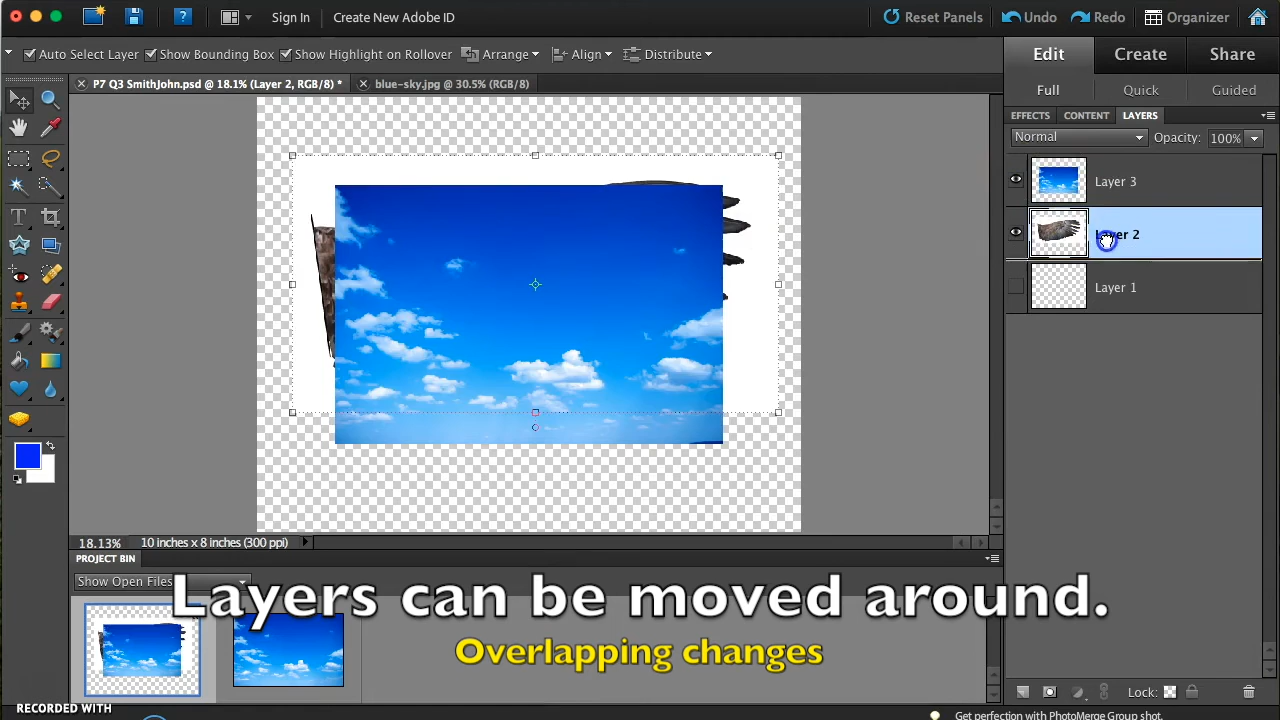 Sign In
Create New Adobe ID
Reset Panels
Undo
Redo
Organizer
Auto Select Layer
Show Bounding Box
Show Highlight on Rollover
Arrange
Align
Distribute
Edit
Create
Share
P7 Q3 SmithJohn.psd @ 18.1% (Layer 2, RGB/8) *
blue-sky.jpg @ 30.5% (RGB/8)
Full
Quick
Guided
EFFECTS
CONTENT
LAYERS
Normal
Opacity: 100%
Layer 3
Layer 2
Layer 1
18.13%
10 inches x 8 inches (300 ppi)
PROJECT BIN
Show Open Files
Layers can be moved around.
Overlapping changes
Lock:
RECORDED WITH
Get perfection with PhotoMerge Group shot.